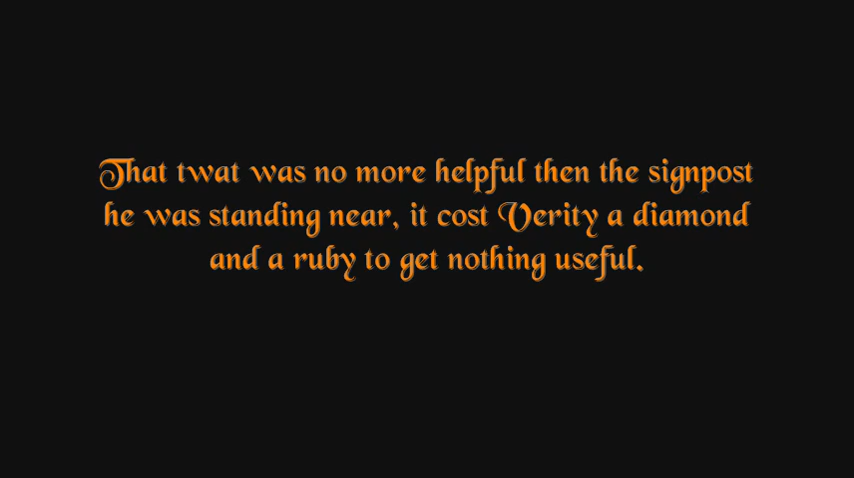 That twat was no more helpful then the signpost
he was standing near, it cost Verity a diamond
and a ruby to get nothing useful.